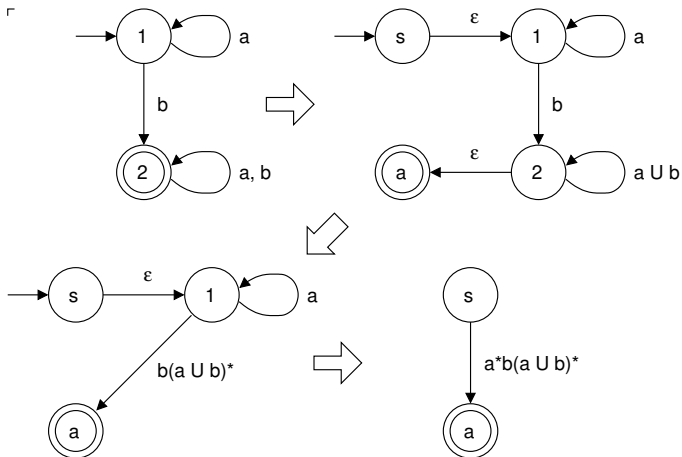 1 a s ε 1 a
b b
2 a, b a ε 2 a U b
s ε 1 a s
b(a U b)* a*b(a U b)*
a a